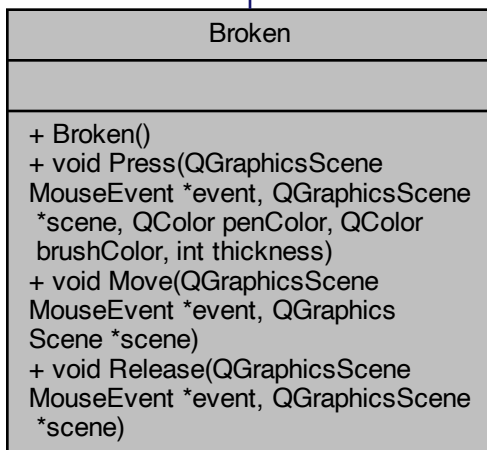 Broken
+ Broken()
+ void Press(QGraphicsScene
MouseEvent *event, QGraphicsScene
*scene, QColor penColor, QColor
brushColor, int thickness)
+ void Move(QGraphicsScene
MouseEvent *event, QGraphics
Scene *scene)
+ void Release(QGraphicsScene
MouseEvent *event, QGraphicsScene
*scene)